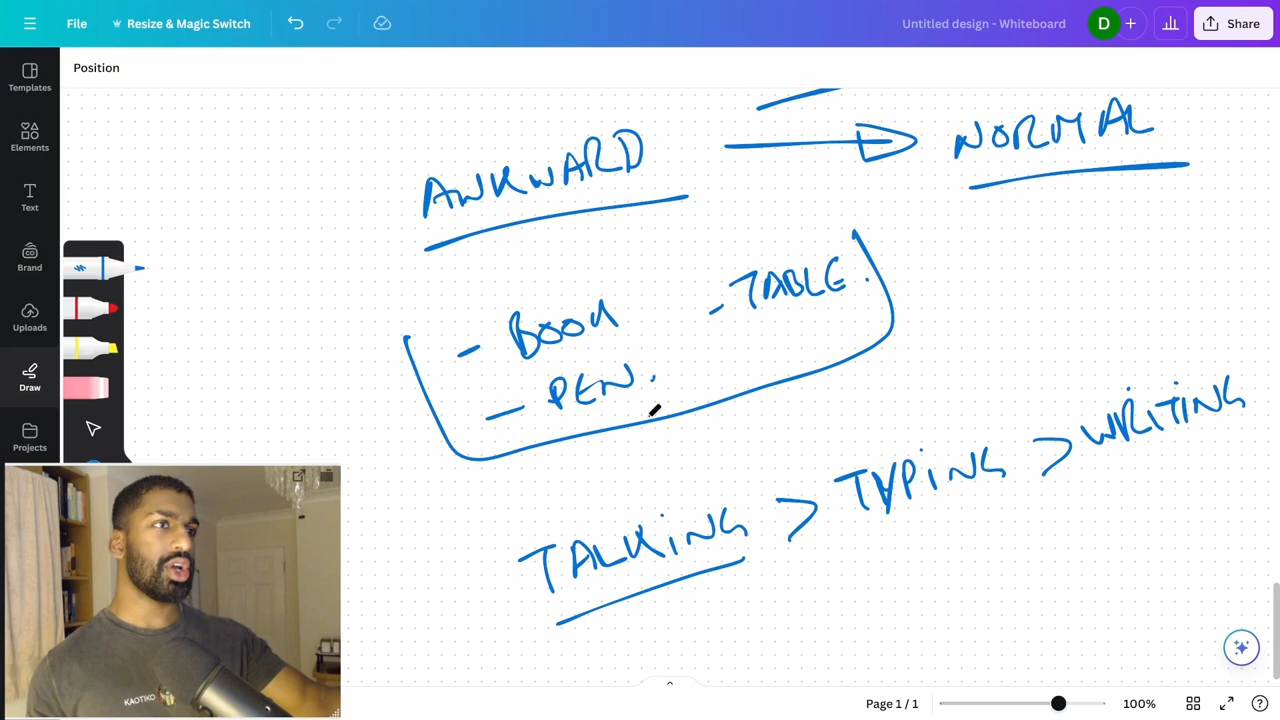 File
Resize & Magic Switch
Untitled design - Whiteboard
D
Share
Position
Templates
Elements
Text
Brand
Uploads
Draw
Projects
AWKWARD
NORMAL
- BOOK
- TABLE.
- PEN.
TALKING > TYPING > WRITING
KAOTIKO
Page 1 / 1
100%